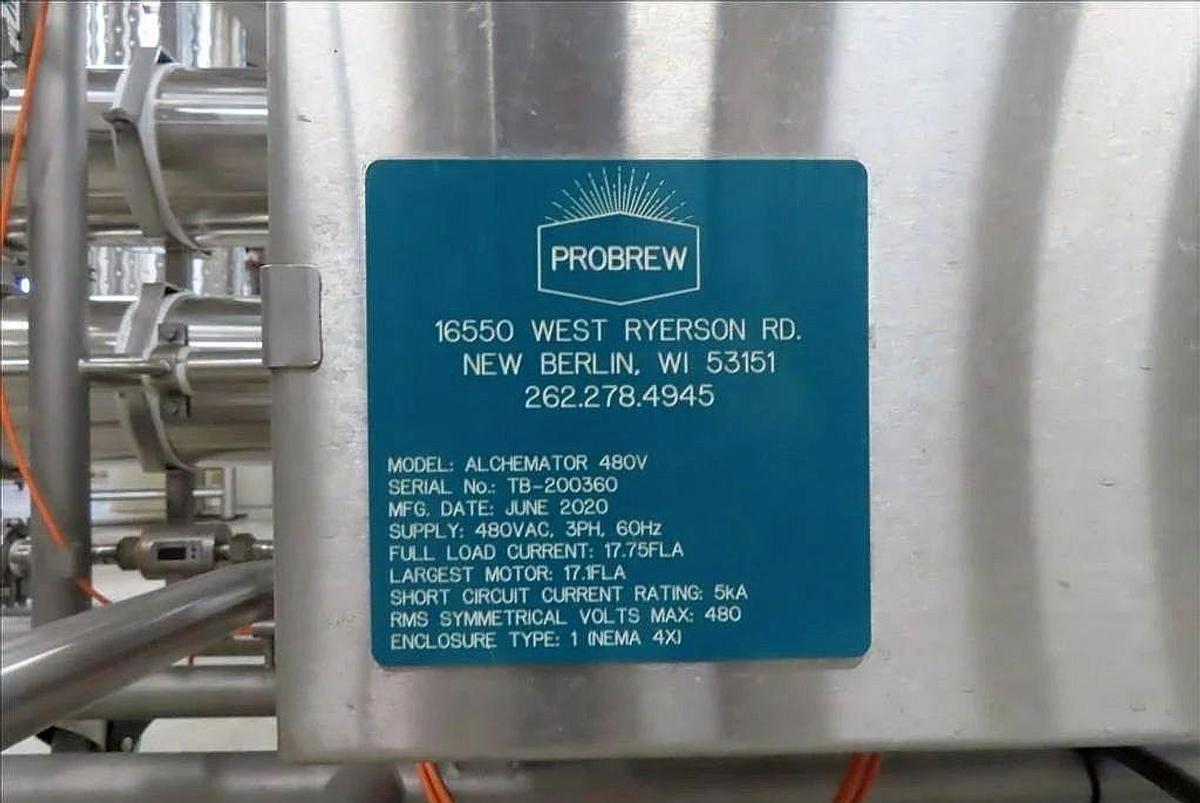 PROBREW
16550 WEST RYERSON RD.
NEW BERLIN, WI 53151
262.278.4945
MODEL: ALCHEMATOR 480V
SERIAL No.: TB-200360
MFG. DATE: JUNE 2020
SUPPLY: 480VAC, 3PH, 60Hz
FULL LOAD CURRENT: 17.75FLA
LARGEST MOTOR: 17.1FLA
SHORT CIRCUIT CURRENT RATING: 5kA
RMS SYMMETRICAL VOLTS MAX: 480
ENCLOSURE TYPE: 1 (NEMA 4X)